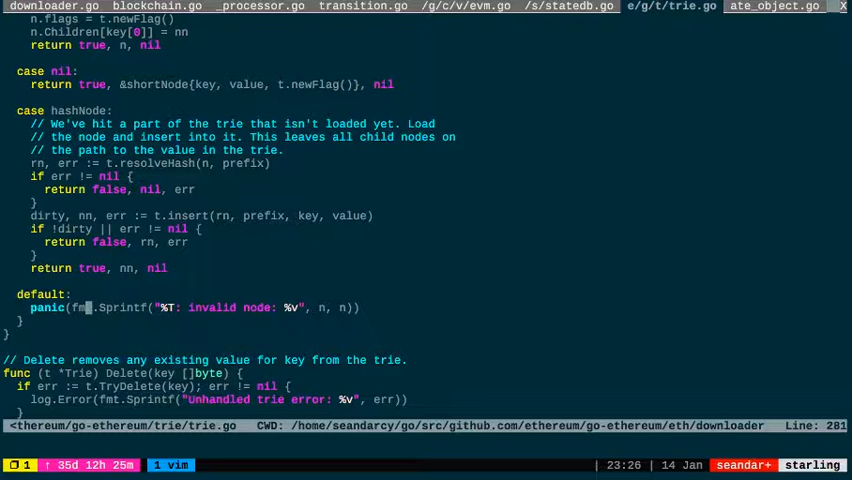 downloader.go blockchain.go _processor.go transition.go /g/c/v/evm.go /s/statedb.go e/g/t/trie.go ate_object.go X
n.flags = t.newFlag()
n.Children[key[0]] = nn
return true, n, nil
case nil:
return true, &shortNode{key, value, t.newFlag()}, nil
case hashNode:
// We've hit a part of the trie that isn't loaded yet. Load
// the node and insert into it. This leaves all child nodes on
// the path to the value in the trie.
rn, err := t.resolveHash(n, prefix)
if err != nil {
return false, nil, err
}
dirty, nn, err := t.insert(rn, prefix, key, value)
if !dirty || err != nil {
return false, rn, err
}
return true, nn, nil
default:
panic(fmt.Sprintf("%T: invalid node: %v", n, n))
}
}
// Delete removes any existing value for key from the trie.
func (t *Trie) Delete(key []byte) {
if err := t.TryDelete(key); err != nil {
log.Error(fmt.Sprintf("Unhandled trie error: %v", err))
}
<thereum/go-ethereum/trie/trie.go CWD: /home/seandarcy/go/src/github.com/ethereum/go-ethereum/eth/downloader Line: 281
1 ↑ 35d 12h 25m 1 vim | 23:26 | 14 Jan seandar+ starling